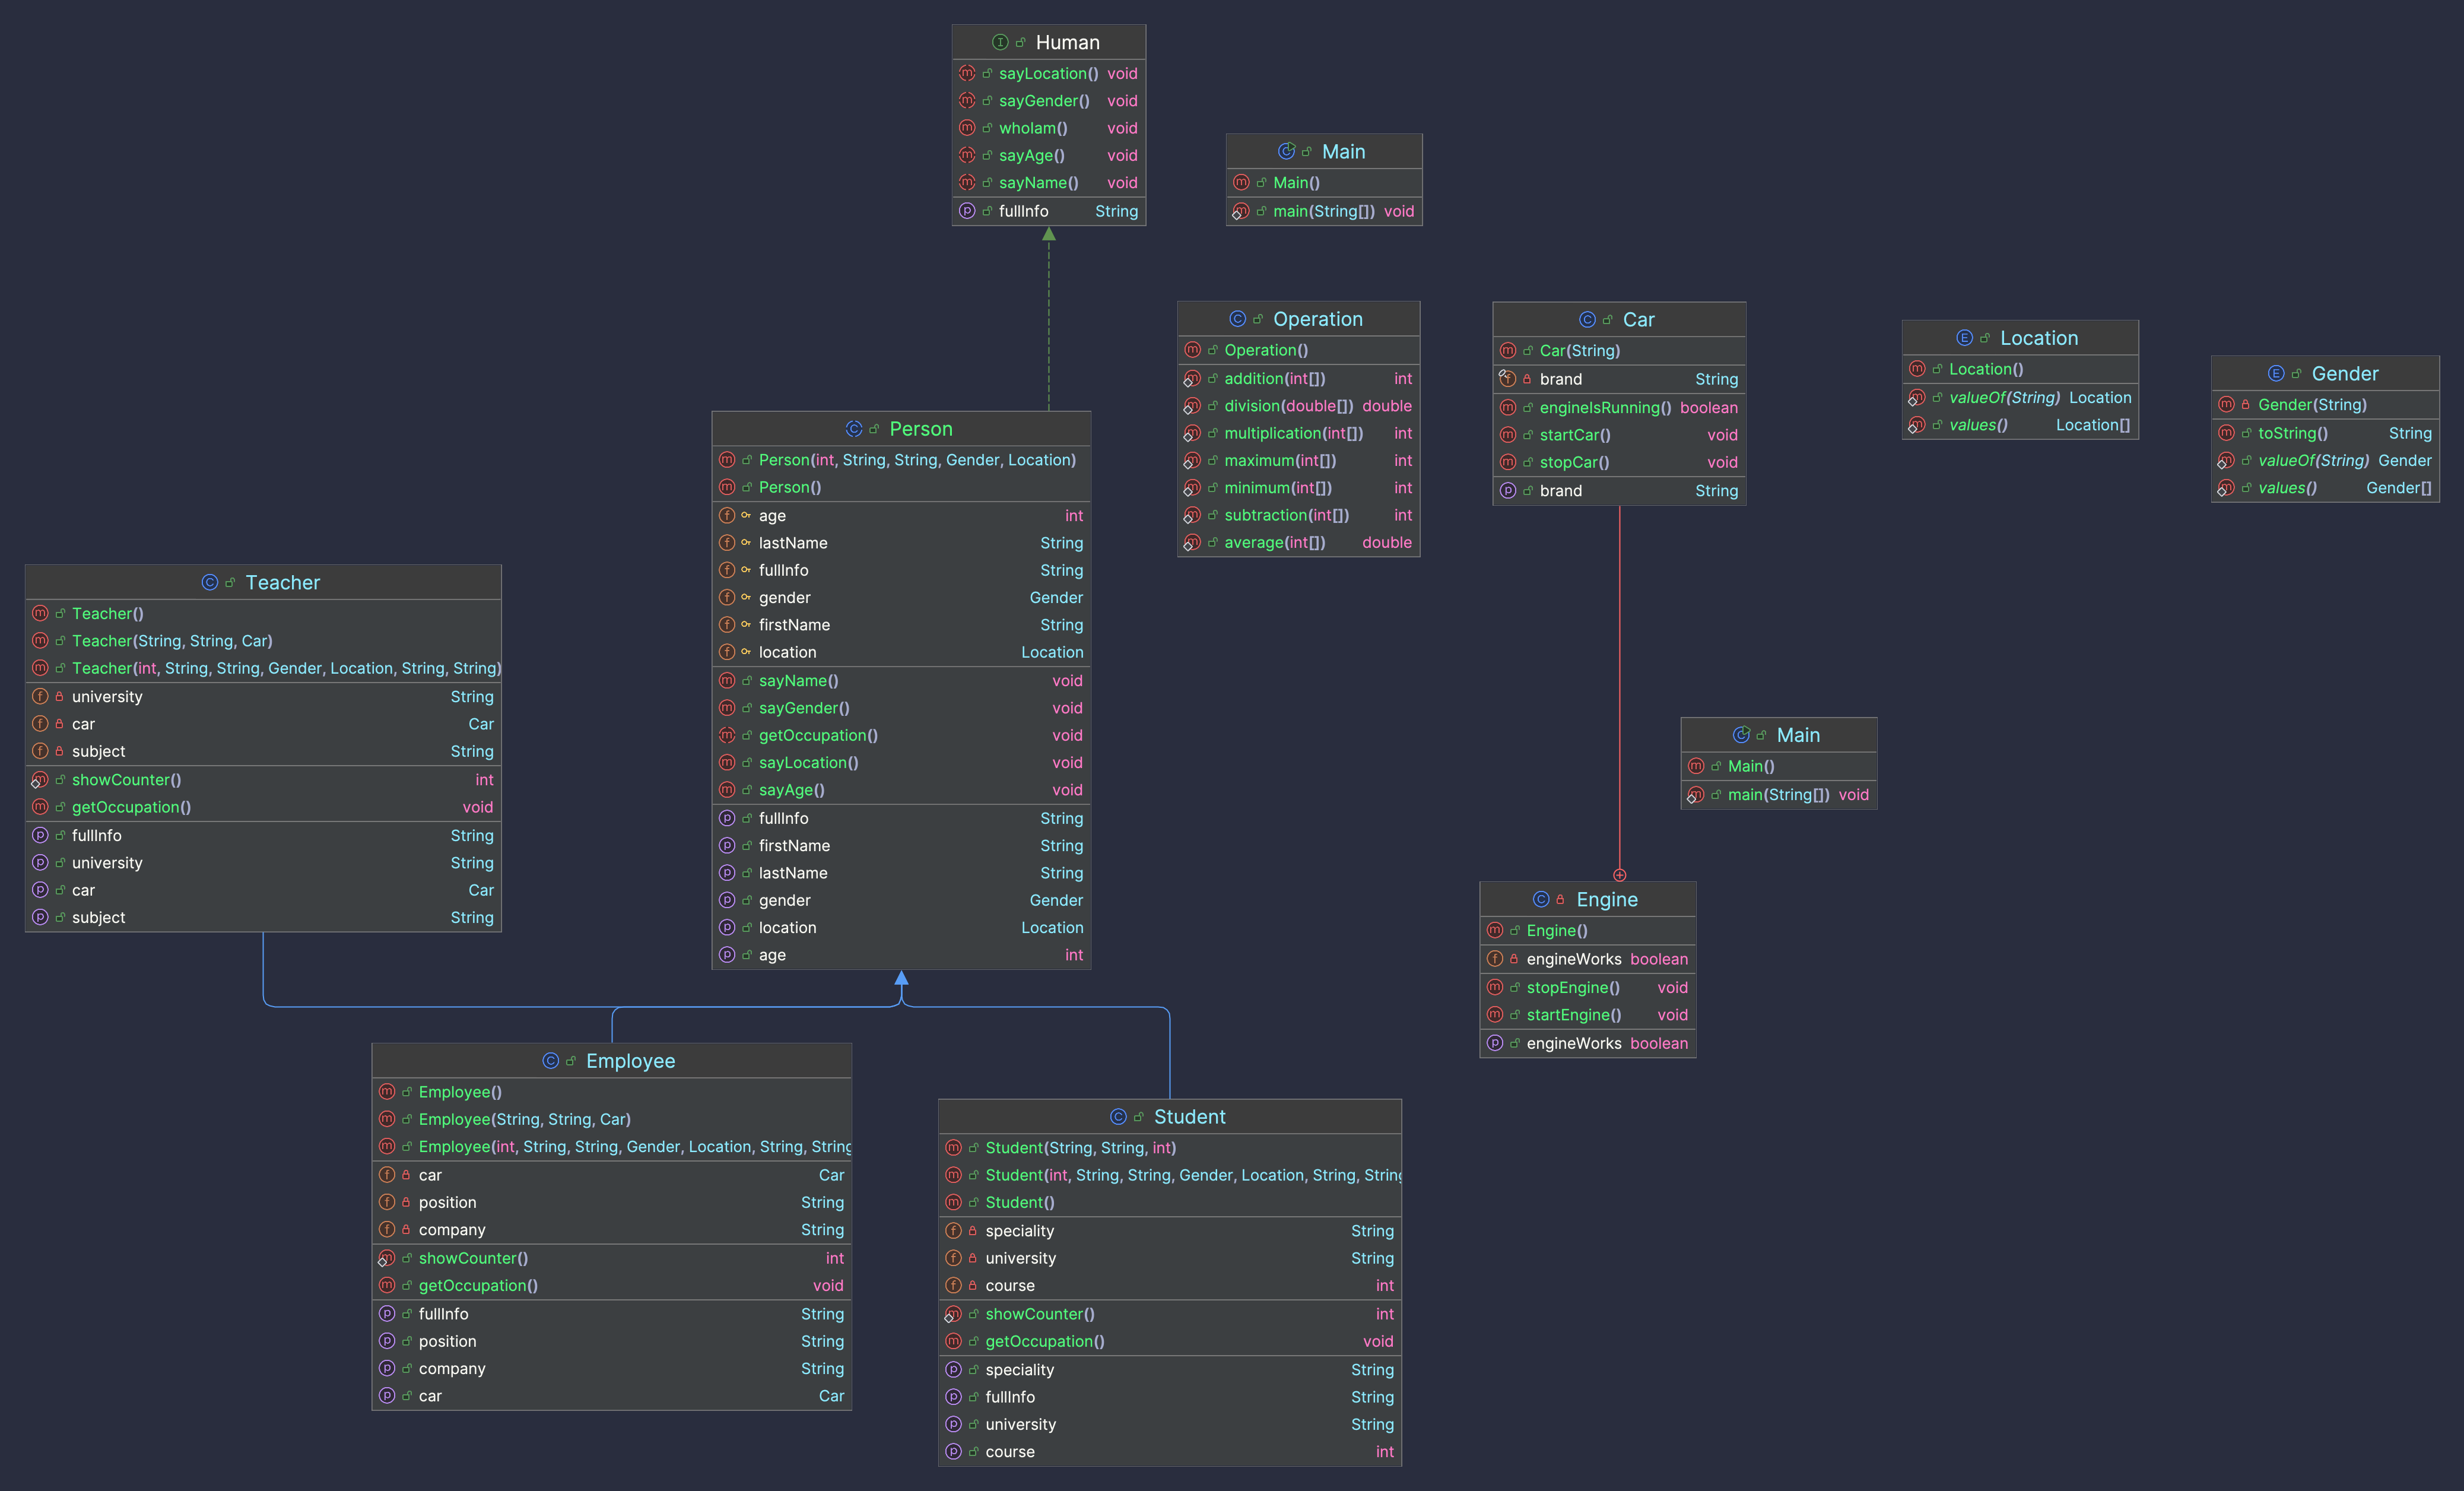 Human
sayLocation() void
sayGender() void
whoIam() void
sayAge() void
sayName() void
fullInfo String
Main
Main()
main(String[]) void
Operation
Operation()
addition(int[]) int
division(double[]) double
multiplication(int[]) int
maximum(int[]) int
minimum(int[]) int
subtraction(int[]) int
average(int[]) double
Car
Car(String)
brand String
engineIsRunning() boolean
startCar() void
stopCar() void
brand String
Location
Location()
valueOf(String) Location
values() Location[]
Gender
Gender(String)
toString() String
valueOf(String) Gender
values() Gender[]
Person
Person(int, String, String, Gender, Location)
Person()
age int
lastName String
fullInfo String
gender Gender
firstName String
location Location
sayName() void
sayGender() void
getOccupation() void
sayLocation() void
sayAge() void
fullInfo String
firstName String
lastName String
gender Gender
location Location
age int
Teacher
Teacher()
Teacher(String, String, Car)
Teacher(int, String, String, Gender, Location, String, String)
university String
car Car
subject String
showCounter() int
getOccupation() void
fullInfo String
university String
car Car
subject String
Main
Main()
main(String[]) void
Engine
Engine()
engineWorks boolean
stopEngine() void
startEngine() void
engineWorks boolean
Employee
Employee()
Employee(String, String, Car)
Employee(int, String, String, Gender, Location, String, String
car Car
position String
company String
showCounter() int
getOccupation() void
fullInfo String
position String
company String
car Car
Student
Student(String, String, int)
Student(int, String, String, Gender, Location, String, String
Student()
speciality String
university String
course int
showCounter() int
getOccupation() void
speciality String
fullInfo String
university String
course int